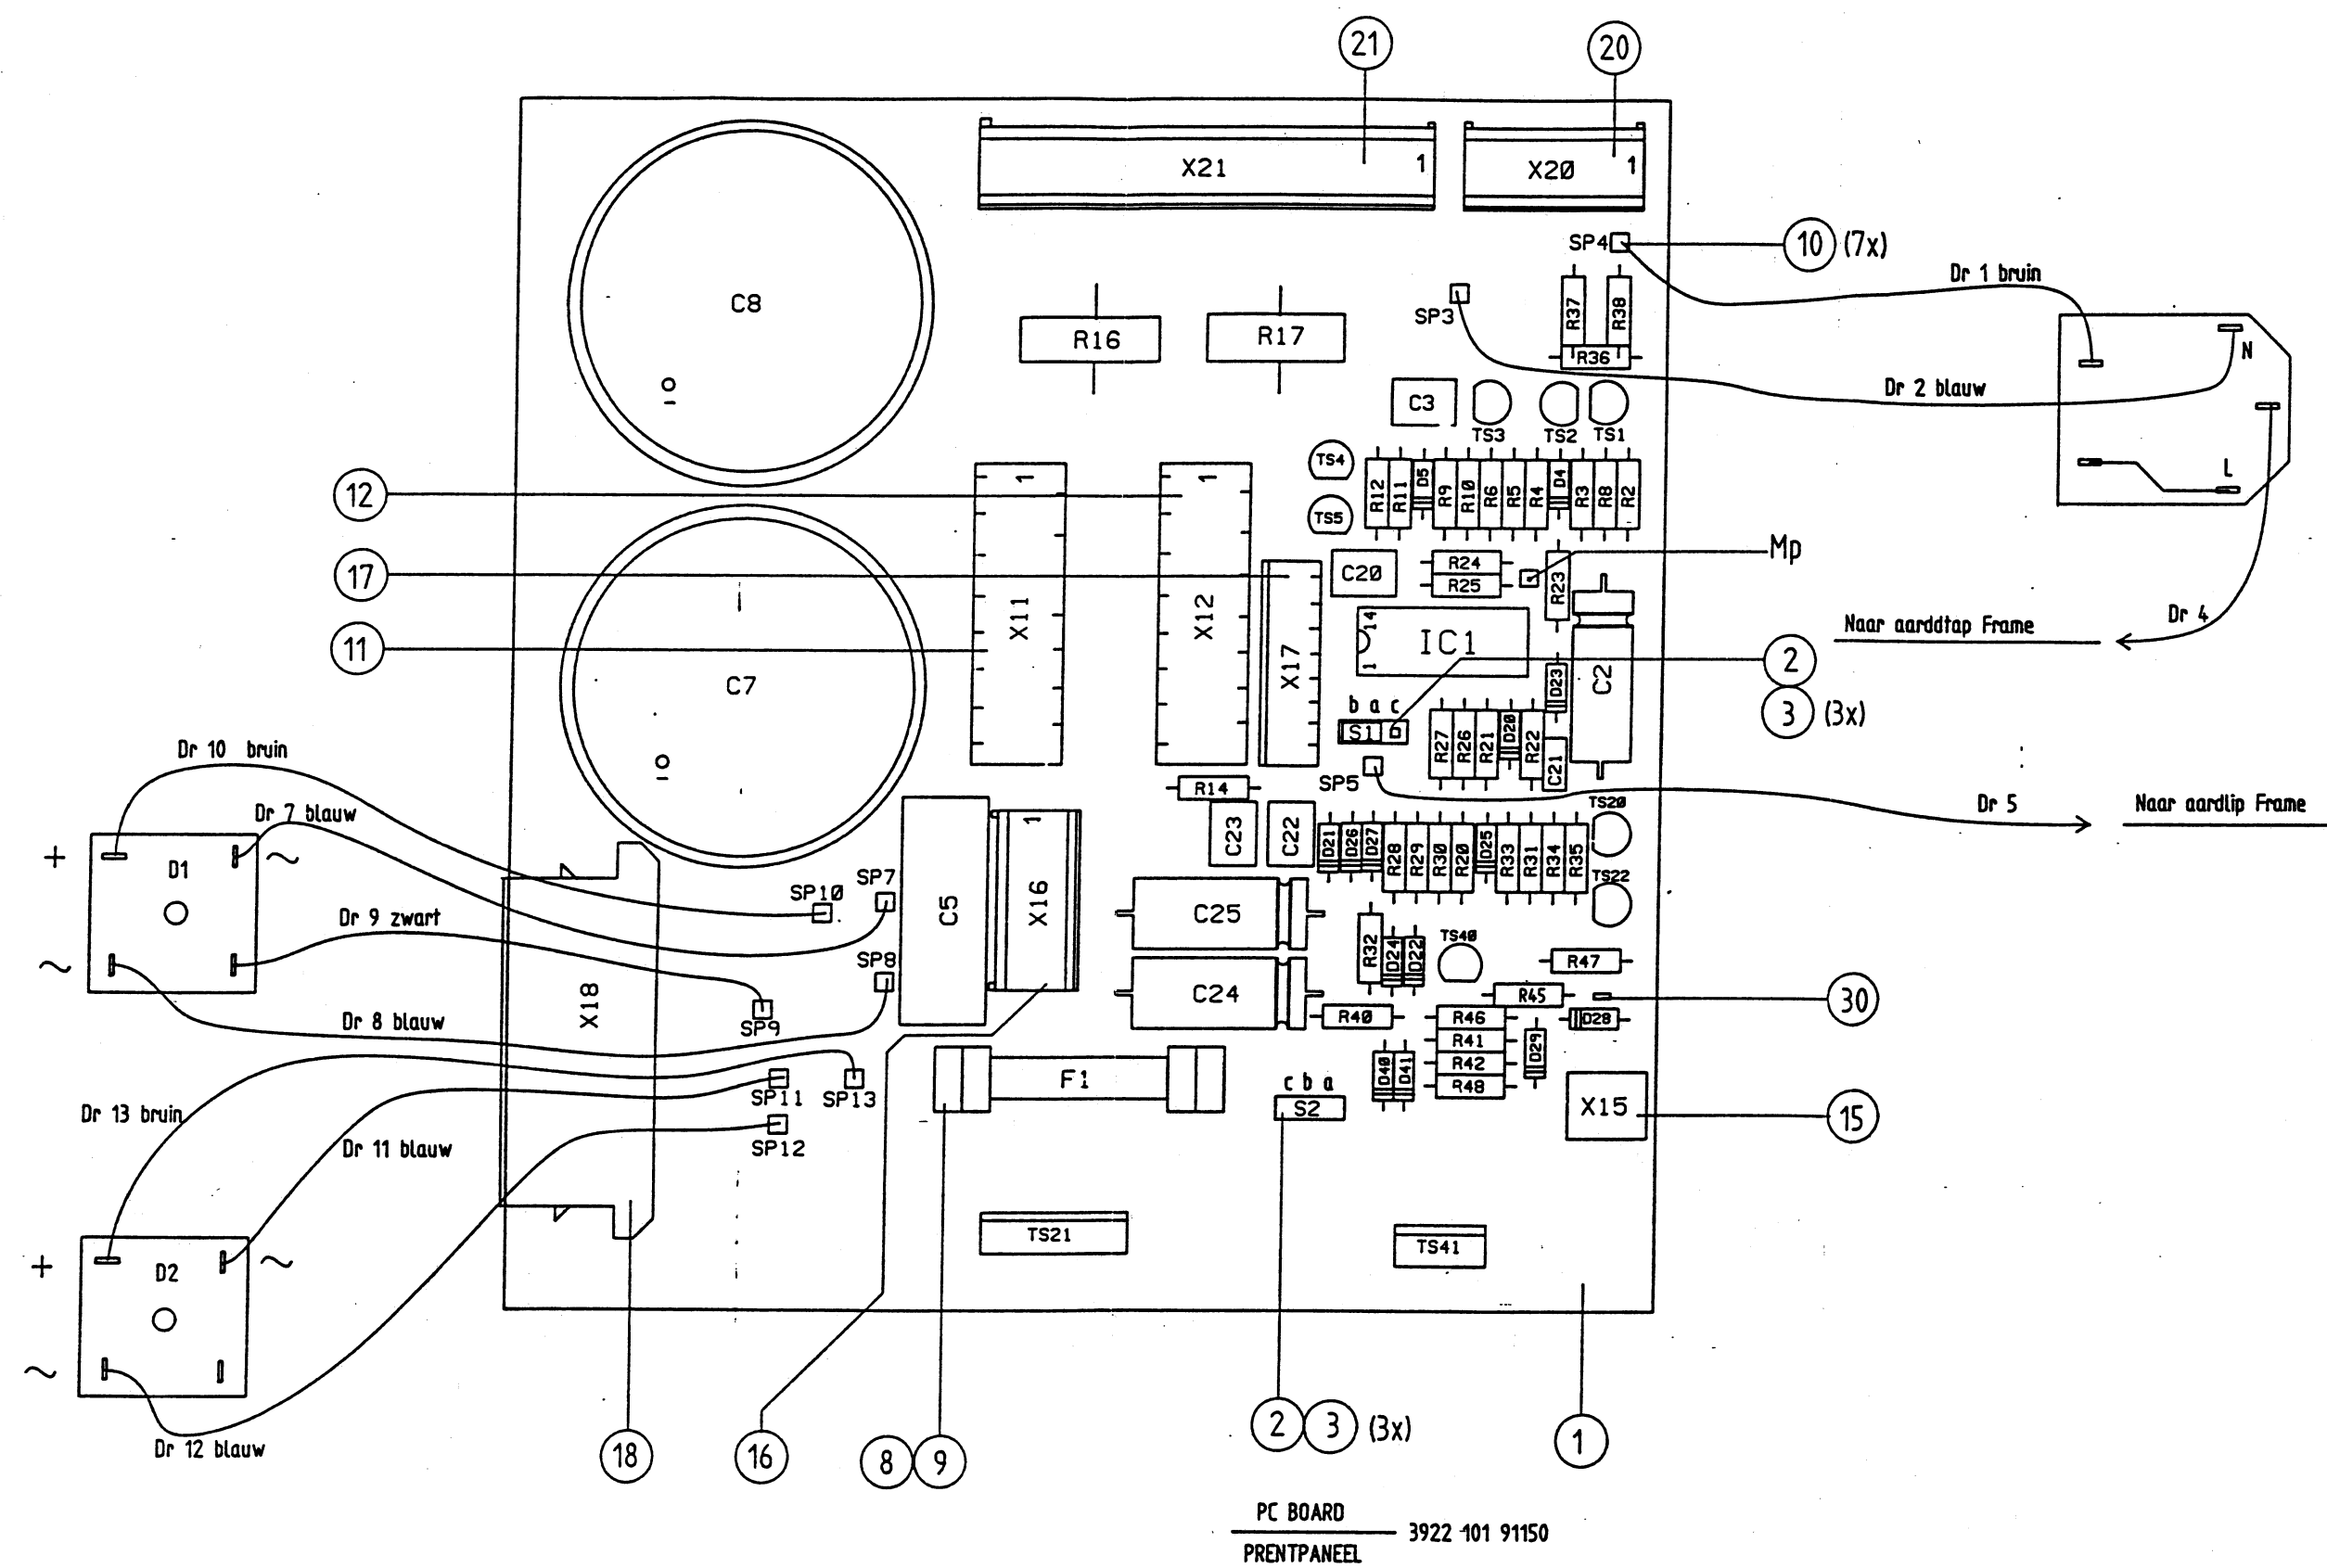 21
20
X21
1
X20
1
SP4
10 (7x)
Dr 1 bruin
C8
SP3
R37
R38
R36
R16
R17
N
Dr 2 blauw
C3
TS3
TS2
TS1
TS4
TS5
R12
R11
D5
R9
R10
R6
R5
R4
D4
R3
R8
R2
L
12
1
1
17
11
X11
X12
X17
C20
R24
R25
Mp
R23
14
1
IC1
C2
D23
Dr 4
Naar aarddtap Frame
2
3 (3x)
C7
b a c
S1
R27
R26
R21
D20
R22
C21
SP5
R14
Dr 5
Naar aardlip Frame
Dr 10 bruin
Dr 7 blauw
+
D1
~
Dr 9 zwart
~
SP10
SP7
C5
1
X16
C23
C22
D21
D26
D27
R28
R29
R30
R20
D25
R33
R31
R34
R35
TS20
TS22
C25
C24
R32
D24
D22
TS40
R47
R45
30
D28
X18
SP8
SP9
Dr 8 blauw
R40
R46
R41
R42
R48
D29
D40
D41
F1
c b a
S2
X15
15
SP11
SP13
SP12
Dr 13 bruin
Dr 11 blauw
+
D2
~
~
Dr 12 blauw
TS21
TS41
18
16
8
9
2
3
(3x)
1
PC BOARD
PRENTPANEEL
3922 101 91150